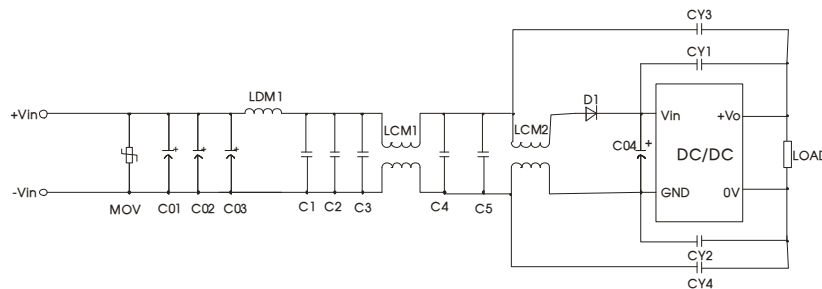 CY3
CY1
LDM1
D1
+Vin
LCM1
LCM2
Vin
+Vo
+
+
+
+
C04
DC/DC
LOAD
-Vin
GND
0V
MOV
C01
C02
C03
C1
C2
C3
C4
C5
CY2
CY4